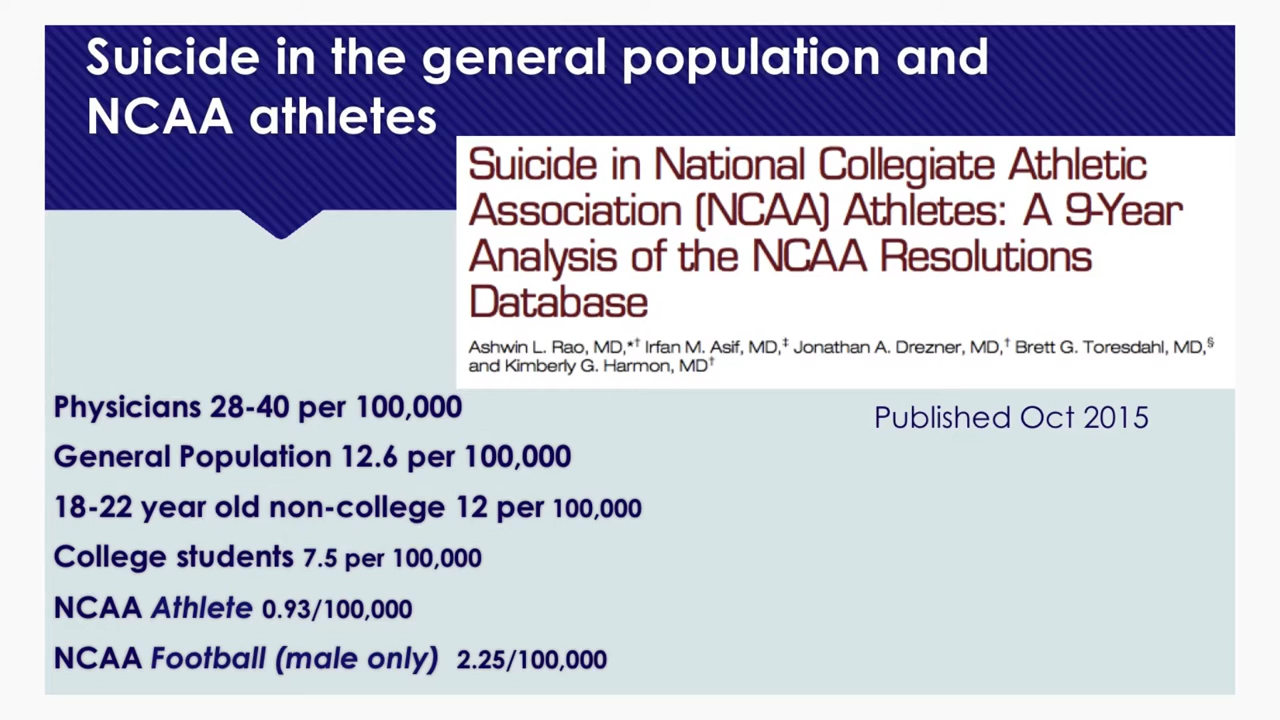 Suicide in the general population and
NCAA athletes
Suicide in National Collegiate Athletic
Association (NCAA) Athletes: A 9-Year
Analysis of the NCAA Resolutions
Database
Ashwin L. Rao, MD,*† Irfan M. Asif, MD,‡ Jonathan A. Drezner, MD,† Brett G. Toresdahl, MD,§
and Kimberly G. Harmon, MD†
Physicians 28-40 per 100,000
Published Oct 2015
General Population 12.6 per 100,000
18-22 year old non-college 12 per 100,000
College students 7.5 per 100,000
NCAA Athlete 0.93/100,000
NCAA Football (male only) 2.25/100,000